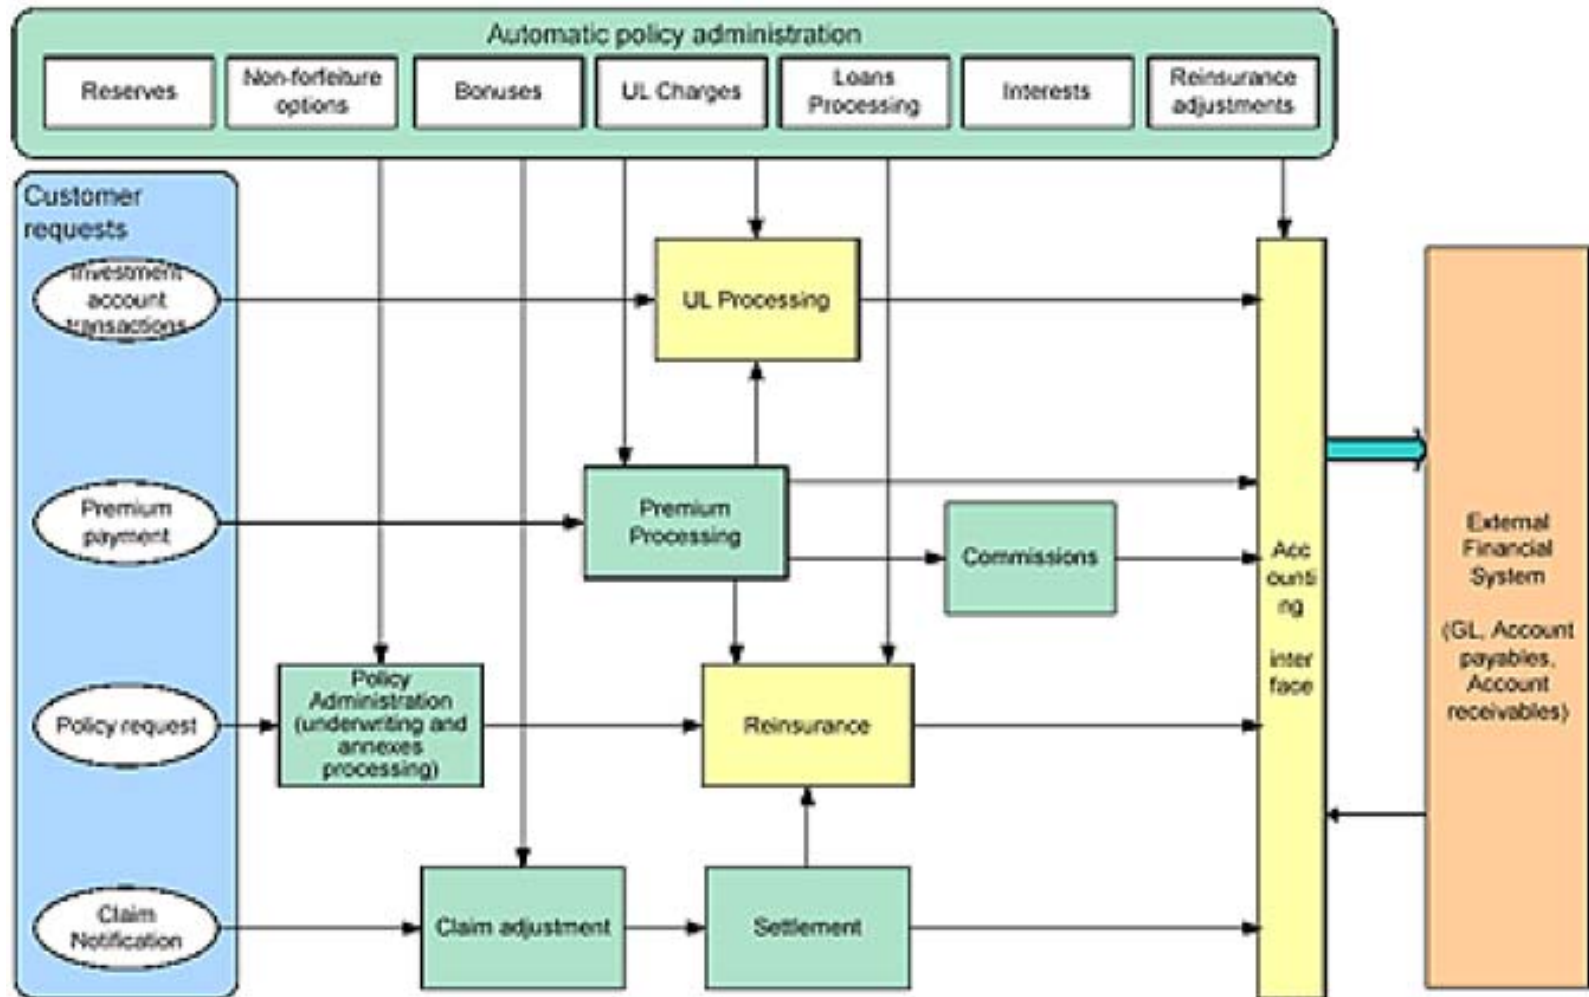 Automatic policy administration
Reserves
Non-forfeiture
options
Bonuses
UL Charges
Loans
Processing
Interests
Reinsurance
adjustments
Customer
requests
Investment
account
transactions
UL Processing
Premium
payment
Premium
Processing
Commissions
Acc
ounti
ng
inter
face
External
Financial
System
(GL, Account
payables,
Account
receivables)
Policy request
Policy
Administration
(underwriting and
annexes
processing)
Reinsurance
Claim
Notification
Claim adjustment
Settlement